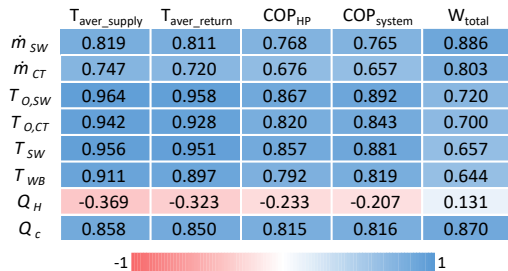 T_aver_supply T_aver_return COP_HP COP_system W_total
ṁ_SW 0.819 0.811 0.768 0.765 0.886
ṁ_CT 0.747 0.720 0.676 0.657 0.803
T_O,SW 0.964 0.958 0.867 0.892 0.720
T_O,CT 0.942 0.928 0.820 0.843 0.700
T_SW 0.956 0.951 0.857 0.881 0.657
T_WB 0.911 0.897 0.792 0.819 0.644
Q_H -0.369 -0.323 -0.233 -0.207 0.131
Q_c 0.858 0.850 0.815 0.816 0.870
-1 1